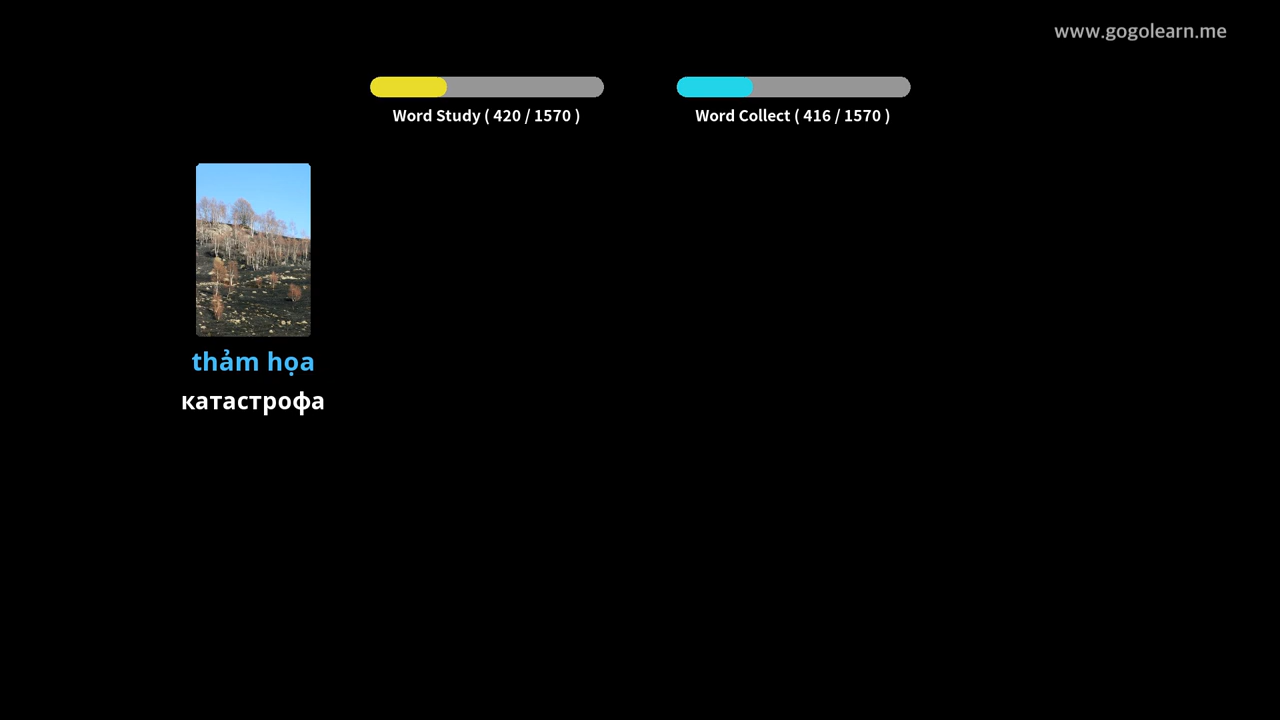 www.gogolearn.me
Word Study ( 420 / 1570 )
Word Collect ( 416 / 1570 )
thảm họa
катастрофа